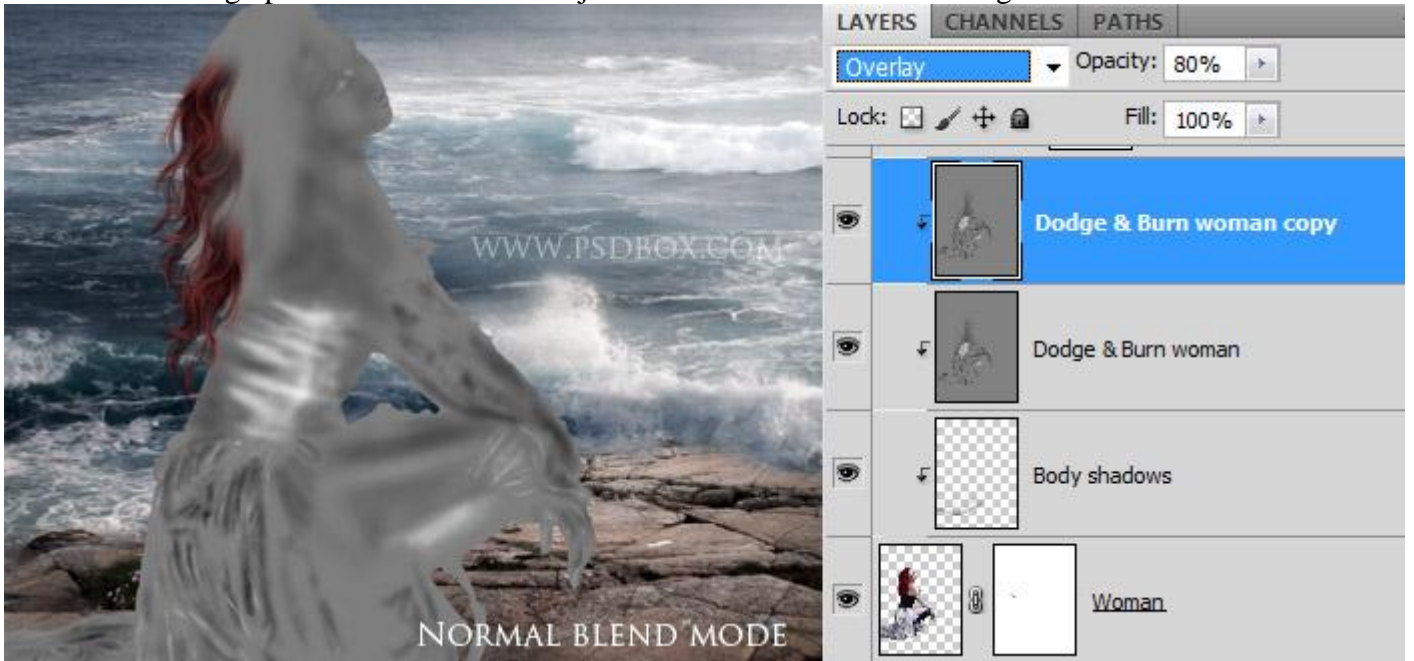 WWW.PSDBOX.COM
NORMAL BLEND MODE
LAYERS CHANNELS PATHS
Overlay Opacity: 80%
Lock: Fill: 100%
Dodge & Burn woman copy
Dodge & Burn woman
Body shadows
Woman